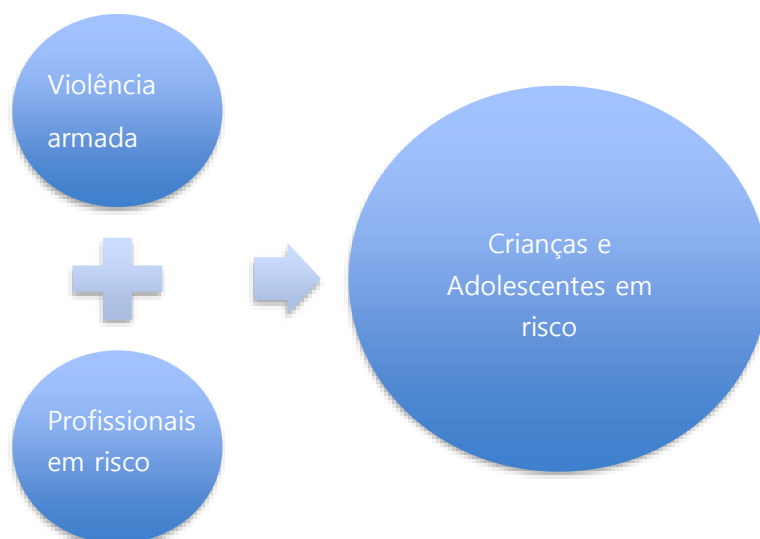 Violência
armada
Profissionais
em risco
Crianças e
Adolescentes em
risco